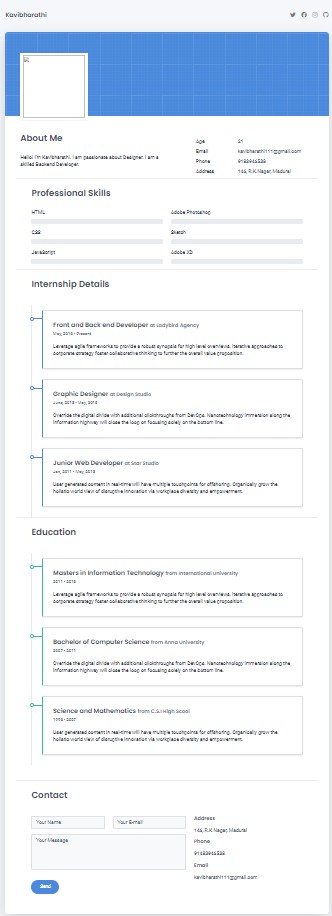 Kavibharathi
About Me
Hello! I'm Kavibharathi. I am passionate about Designer. I am a
skilled Backend Developer.
Age 21
Email kavibharathi111@gmail.com
Phone
Address 146, R.K.Nagar, Madurai
Professional Skills
HTML
Adobe Photoshop
CSS
Sketch
JavaScript
Adobe XD
Internship Details
Front and Back end Developer at Ladybird Agency
May, 2015 - Present
Leverage agile frameworks to provide a robust synopsis for high level overviews. Iterative approaches to
corporate strategy foster collaborative thinking to further the overall value proposition.
Graphic Designer at Design Studio
June, 2013 - May, 2015
Override the digital divide with additional clickthroughs from DevOps. Nanotechnology immersion along the
information highway will close the loop on focusing solely on the bottom line.
Junior Web Developer at Star Studio
Jan, 2011 - May, 2013
User generated content in real-time will have multiple touchpoints for offshoring. Organically grow the
holistic world view of disruptive innovation via workplace diversity and empowerment.
Education
Masters in Information Technology from International University
2011 - 2013
Leverage agile frameworks to provide a robust synopsis for high level overviews. Iterative approaches to
corporate strategy foster collaborative thinking to further the overall value proposition.
Bachelor of Computer Science from Anna University
2007 - 2011
Override the digital divide with additional clickthroughs from DevOps. Nanotechnology immersion along the
information highway will close the loop on focusing solely on the bottom line.
Science and Mathematics from C.S.I High Scool
1995 - 2007
User generated content in real-time will have multiple touchpoints for offshoring. Organically grow the
holistic world view of disruptive innovation via workplace diversity and empowerment.
Contact
Your Name
Your E-mail
Your Message
Send
Address
146, R.K.Nagar, Madurai
Phone
Email
kavibharathi111@gmail.com